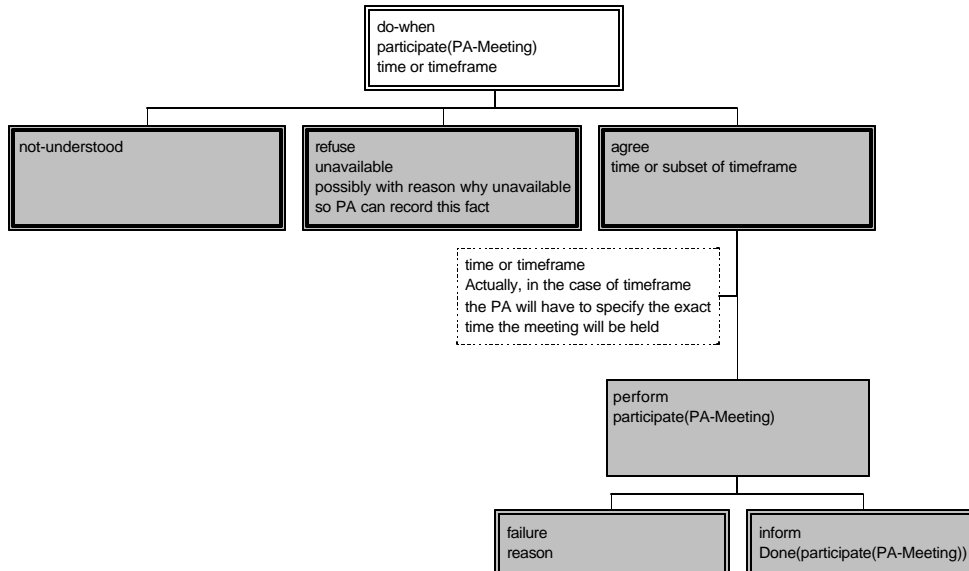 do-when
participate(PA-Meeting)
time or timeframe
not-understood
refuse
unavailable
possibly with reason why unavailable
so PA can record this fact
agree
time or subset of timeframe
time or timeframe
Actually, in the case of timeframe
the PA will have to specify the exact
time the meeting will be held
perform
participate(PA-Meeting)
failure
reason
inform
Done(participate(PA-Meeting))